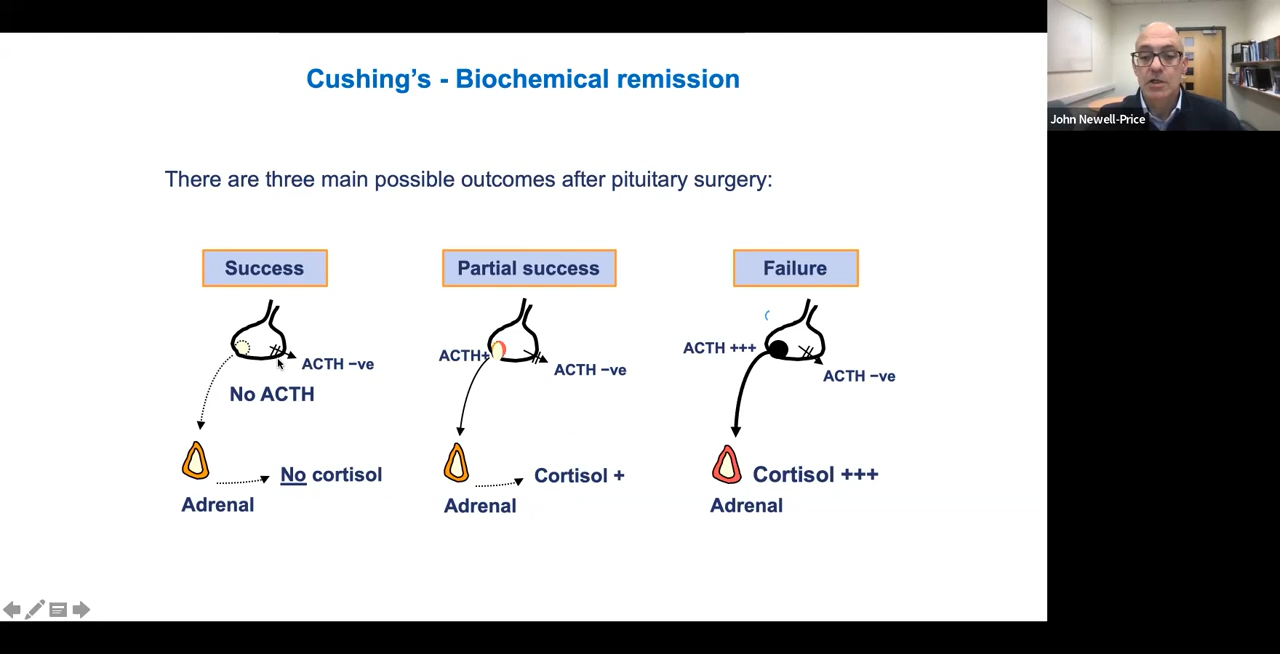 Cushing's - Biochemical remission
John Newell-Price
There are three main possible outcomes after pituitary surgery:
Success
Partial success
Failure
ACTH −ve
No ACTH
No cortisol
Adrenal
ACTH+
ACTH −ve
Cortisol +
Adrenal
ACTH +++
ACTH −ve
Cortisol +++
Adrenal